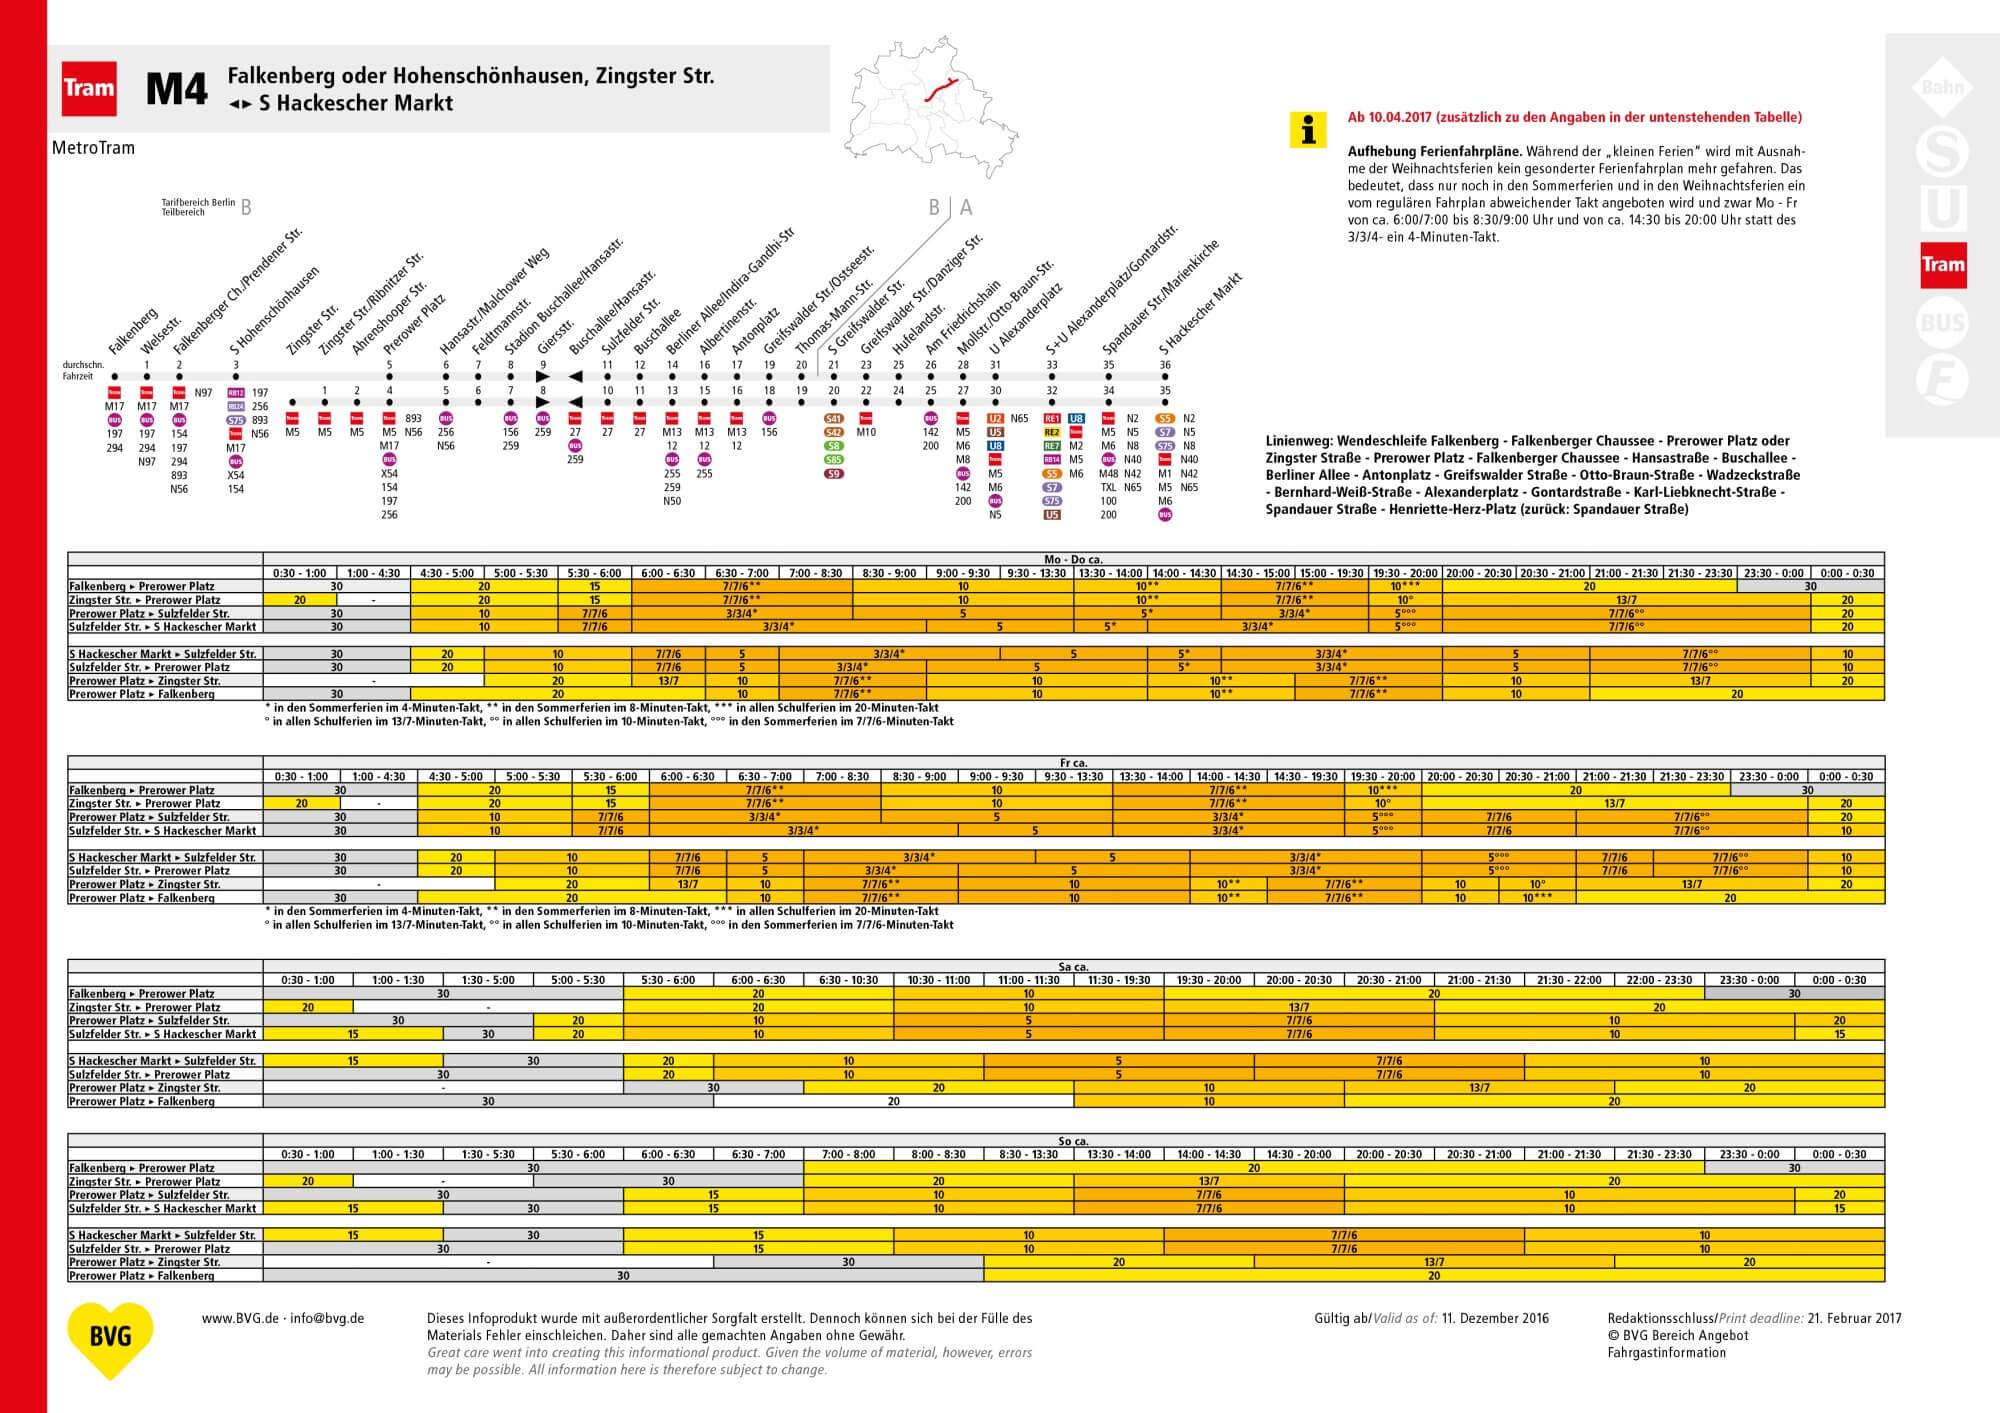 Tram M4 Falkenberg oder Hohenschönhausen, Zingster Str.
◄► S Hackescher Markt
MetroTram
Bahn
S
U
Tram
BUS
F
i
Ab 10.04.2017 (zusätzlich zu den Angaben in der untenstehenden Tabelle)
Aufhebung Ferienfahrpläne. Während der „kleinen Ferien“ wird mit Ausnah-
me der Weihnachtsferien kein gesonderter Ferienfahrplan mehr gefahren. Das
bedeutet, dass nur noch in den Sommerferien und in den Weihnachtsferien ein
vom regulären Fahrplan abweichender Takt angeboten wird und zwar Mo - Fr
von ca. 6:00/7:00 bis 8:30/9:00 Uhr und von ca. 14:30 bis 20:00 Uhr statt des
3/3/4- ein 4-Minuten-Takt.
Tarifbereich Berlin
Teilbereich B
B A
Falkenberg
Welsestr.
Falkenberger Ch./Prendener Str.
S Hohenschönhausen
Zingster Str.
Zingster Str./Ribnitzer Str.
Ahrenshooper Str.
Prerower Platz
Hansastr./Malchower Weg
Feldtmannstr.
Stadion Buschallee/Hansastr.
Giersstr.
Buschallee/Hansastr.
Sulzfelder Str.
Buschallee
Berliner Allee/Indira-Gandhi-Str
Albertinenstr.
Antonplatz
Greifswalder Str./Ostseestr.
Thomas-Mann-Str.
S Greifswalder Str.
Greifswalder Str./Danziger Str.
Hufelandstr.
Am Friedrichshain
Mollstr./Otto-Braun-Str.
U Alexanderplatz
S+U Alexanderplatz/Gontardstr.
Spandauer Str./Marienkirche
S Hackescher Markt
durchschn.
Fahrzeit
1 2 3 5 6 7 8 9 11 12 14 16 17 19 20 21 23 25 26 28 31 33 35 36
1 2 4 5 6 7 8 10 11 13 15 16 18 19 20 22 24 25 27 30 32 34 35
Tram
M17
BUS
197
294
Tram
M17
BUS
197
294
N97
Tram N97
M17
BUS
154
197
294
893
N56
RB12 197
RB24 256
S75 893
Tram N56
M17
BUS
X54
154
Tram
M5
Tram
M5
Tram
M5
Tram 893
M5 N56
M17
BUS
X54
154
197
256
BUS
256
N56
BUS
156
259
BUS
259
Tram
27
BUS
259
Tram
27
Tram
27
Tram
M13
12
BUS
255
259
N50
Tram
M13
12
BUS
255
Tram
M13
12
BUS
156
S41
S42
S8
S85
S9
Tram
M10
BUS
142
200
Tram
M5
M6
M8
BUS
142
200
U2 N65
U5
U8
Tram
M5
M6
BUS
N5
RE1 U8
RE2 Tram
RE7 M2
RB14 M5
S5 M6
S7
S75
U5
Tram N2
M5 N5
M6 N8
BUS N40
M48 N42
TXL N65
100
200
S5 N2
S7 N5
S75 N8
Tram N40
M1 N42
M5 N65
M6
BUS
Linienweg: Wendeschleife Falkenberg - Falkenberger Chaussee - Prerower Platz oder
Zingster Straße - Prerower Platz - Falkenberger Chaussee - Hansastraße - Buschallee -
Berliner Allee - Antonplatz - Greifswalder Straße - Otto-Braun-Straße - Wadzeckstraße
- Bernhard-Weiß-Straße - Alexanderplatz - Gontardstraße - Karl-Liebknecht-Straße -
Spandauer Straße - Henriette-Herz-Platz (zurück: Spandauer Straße)
Mo - Do ca.
0:30 - 1:00 1:00 - 4:30 4:30 - 5:00 5:00 - 5:30 5:30 - 6:00 6:00 - 6:30 6:30 - 7:00 7:00 - 8:30 8:30 - 9:00 9:00 - 9:30 9:30 - 13:30 13:30 - 14:00 14:00 - 14:30 14:30 - 15:00 15:00 - 19:30 19:30 - 20:00 20:00 - 20:30 20:30 - 21:00 21:00 - 21:30 21:30 - 23:30 23:30 - 0:00 0:00 - 0:30
Falkenberg ► Prerower Platz 30 20 15 7/7/6** 10 10** 7/7/6** 10*** 20 30
Zingster Str. ► Prerower Platz 20 - 20 15 7/7/6** 10 10** 7/7/6** 10° 13/7 20
Prerower Platz ► Sulzfelder Str. 30 10 7/7/6 3/3/4* 5 5* 3/3/4* 5°°° 7/7/6°° 20
Sulzfelder Str. ► S Hackescher Markt 30 10 7/7/6 3/3/4* 5 5* 3/3/4* 5°°° 7/7/6°° 20
S Hackescher Markt ► Sulzfelder Str. 30 20 10 7/7/6 5 3/3/4* 5 5* 3/3/4* 5 7/7/6°° 10
Sulzfelder Str. ► Prerower Platz 30 20 10 7/7/6 5 3/3/4* 5 5* 3/3/4* 5 7/7/6°° 10
Prerower Platz ► Zingster Str. - 20 13/7 10 7/7/6** 10 10** 7/7/6** 10 13/7 20
Prerower Platz ► Falkenberg 30 20 10 7/7/6** 10 10** 7/7/6** 10 20
* in den Sommerferien im 4-Minuten-Takt, ** in den Sommerferien im 8-Minuten-Takt, *** in allen Schulferien im 20-Minuten-Takt
° in allen Schulferien im 13/7-Minuten-Takt, °° in allen Schulferien im 10-Minuten-Takt, °°° in den Sommerferien im 7/7/6-Minuten-Takt
Fr ca.
0:30 - 1:00 1:00 - 4:30 4:30 - 5:00 5:00 - 5:30 5:30 - 6:00 6:00 - 6:30 6:30 - 7:00 7:00 - 8:30 8:30 - 9:00 9:00 - 9:30 9:30 - 13:30 13:30 - 14:00 14:00 - 14:30 14:30 - 19:30 19:30 - 20:00 20:00 - 20:30 20:30 - 21:00 21:00 - 21:30 21:30 - 23:30 23:30 - 0:00 0:00 - 0:30
Falkenberg ► Prerower Platz 30 20 15 7/7/6** 10 7/7/6** 10*** 20 30
Zingster Str. ► Prerower Platz 20 - 20 15 7/7/6** 10 7/7/6** 10° 13/7 20
Prerower Platz ► Sulzfelder Str. 30 10 7/7/6 3/3/4* 5 3/3/4* 5°°° 7/7/6 7/7/6°° 20
Sulzfelder Str. ► S Hackescher Markt 30 10 7/7/6 3/3/4* 5 3/3/4* 5°°° 7/7/6 7/7/6°° 10
S Hackescher Markt ► Sulzfelder Str. 30 20 10 7/7/6 5 3/3/4* 5 3/3/4* 5°°° 7/7/6 7/7/6°° 10
Sulzfelder Str. ► Prerower Platz 30 20 10 7/7/6 5 3/3/4* 5 3/3/4* 5°°° 7/7/6 7/7/6°° 10
Prerower Platz ► Zingster Str. - 20 13/7 10 7/7/6** 10 10** 7/7/6** 10 10° 13/7 20
Prerower Platz ► Falkenberg 30 20 10 7/7/6** 10 10** 7/7/6** 10 10*** 20
* in den Sommerferien im 4-Minuten-Takt, ** in den Sommerferien im 8-Minuten-Takt, *** in allen Schulferien im 20-Minuten-Takt
° in allen Schulferien im 13/7-Minuten-Takt, °° in allen Schulferien im 10-Minuten-Takt, °°° in den Sommerferien im 7/7/6-Minuten-Takt
Sa ca.
0:30 - 1:00 1:00 - 1:30 1:30 - 5:00 5:00 - 5:30 5:30 - 6:00 6:00 - 6:30 6:30 - 10:30 10:30 - 11:00 11:00 - 11:30 11:30 - 19:30 19:30 - 20:00 20:00 - 20:30 20:30 - 21:00 21:00 - 21:30 21:30 - 22:00 22:00 - 23:30 23:30 - 0:00 0:00 - 0:30
Falkenberg ► Prerower Platz 30 20 10 20 30
Zingster Str. ► Prerower Platz 20 - 20 10 13/7 20
Prerower Platz ► Sulzfelder Str. 30 20 10 5 7/7/6 10 20
Sulzfelder Str. ► S Hackescher Markt 15 30 20 10 5 7/7/6 10 15
S Hackescher Markt ► Sulzfelder Str. 15 30 20 10 5 7/7/6 10
Sulzfelder Str. ► Prerower Platz 30 20 10 5 7/7/6 10
Prerower Platz ► Zingster Str. - 30 20 10 13/7 20
Prerower Platz ► Falkenberg 30 20 10 20
So ca.
0:30 - 1:00 1:00 - 1:30 1:30 - 5:30 5:30 - 6:00 6:00 - 6:30 6:30 - 7:00 7:00 - 8:00 8:00 - 8:30 8:30 - 13:30 13:30 - 14:00 14:00 - 14:30 14:30 - 20:00 20:00 - 20:30 20:30 - 21:00 21:00 - 21:30 21:30 - 23:30 23:30 - 0:00 0:00 - 0:30
Falkenberg ► Prerower Platz 30 20 30
Zingster Str. ► Prerower Platz 20 - 30 20 13/7 20
Prerower Platz ► Sulzfelder Str. 30 15 10 7/7/6 10 20
Sulzfelder Str. ► S Hackescher Markt 15 30 15 10 7/7/6 10 15
S Hackescher Markt ► Sulzfelder Str. 15 30 15 10 7/7/6 10
Sulzfelder Str. ► Prerower Platz 30 15 10 7/7/6 10
Prerower Platz ► Zingster Str. - 30 20 13/7 20
Prerower Platz ► Falkenberg 30 20
BVG
www.BVG.de · info@bvg.de
Dieses Infoprodukt wurde mit außerordentlicher Sorgfalt erstellt. Dennoch können sich bei der Fülle des
Materials Fehler einschleichen. Daher sind alle gemachten Angaben ohne Gewähr.
Great care went into creating this informational product. Given the volume of material, however, errors
may be possible. All information here is therefore subject to change.
Gültig ab/Valid as of: 11. Dezember 2016
Redaktionsschluss/Print deadline: 21. Februar 2017
© BVG Bereich Angebot
Fahrgastinformation